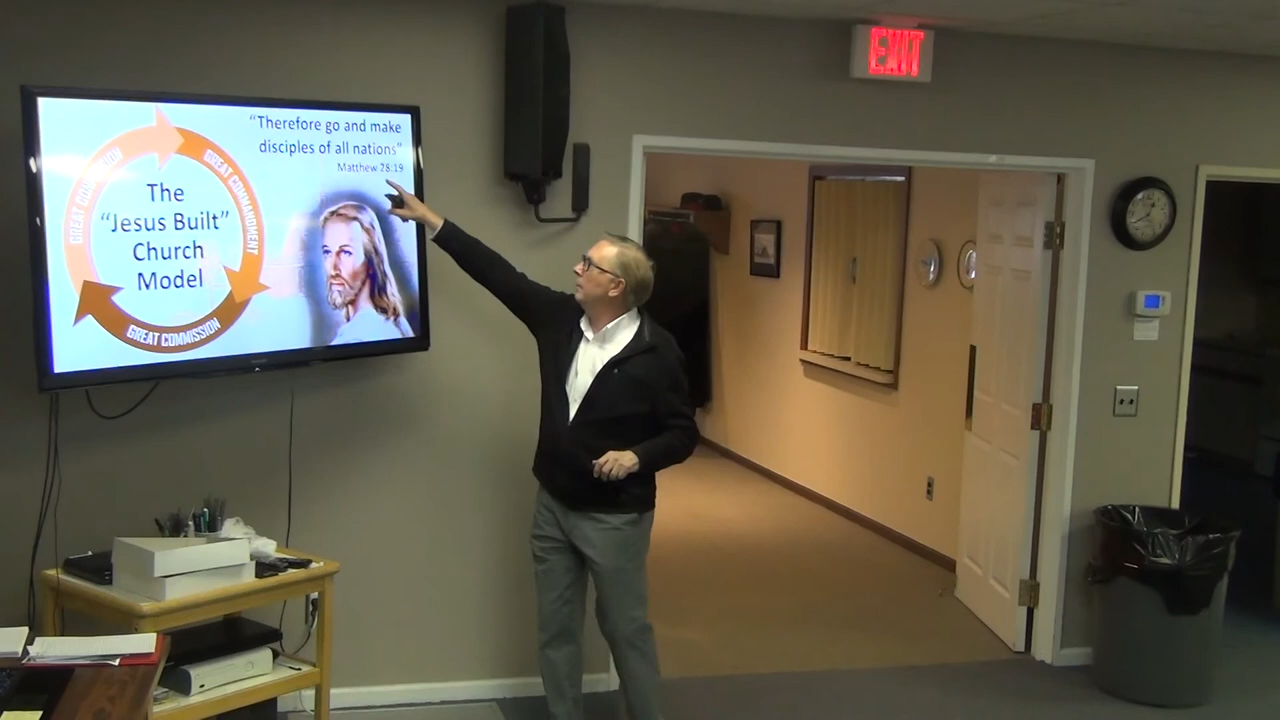 “Therefore go and make
disciples of all nations”
Matthew 28:19
The
“Jesus Built”
Church
Model
GREAT COMMISSION
GREAT COMMANDMENT
GREAT COMMISSION
EXIT